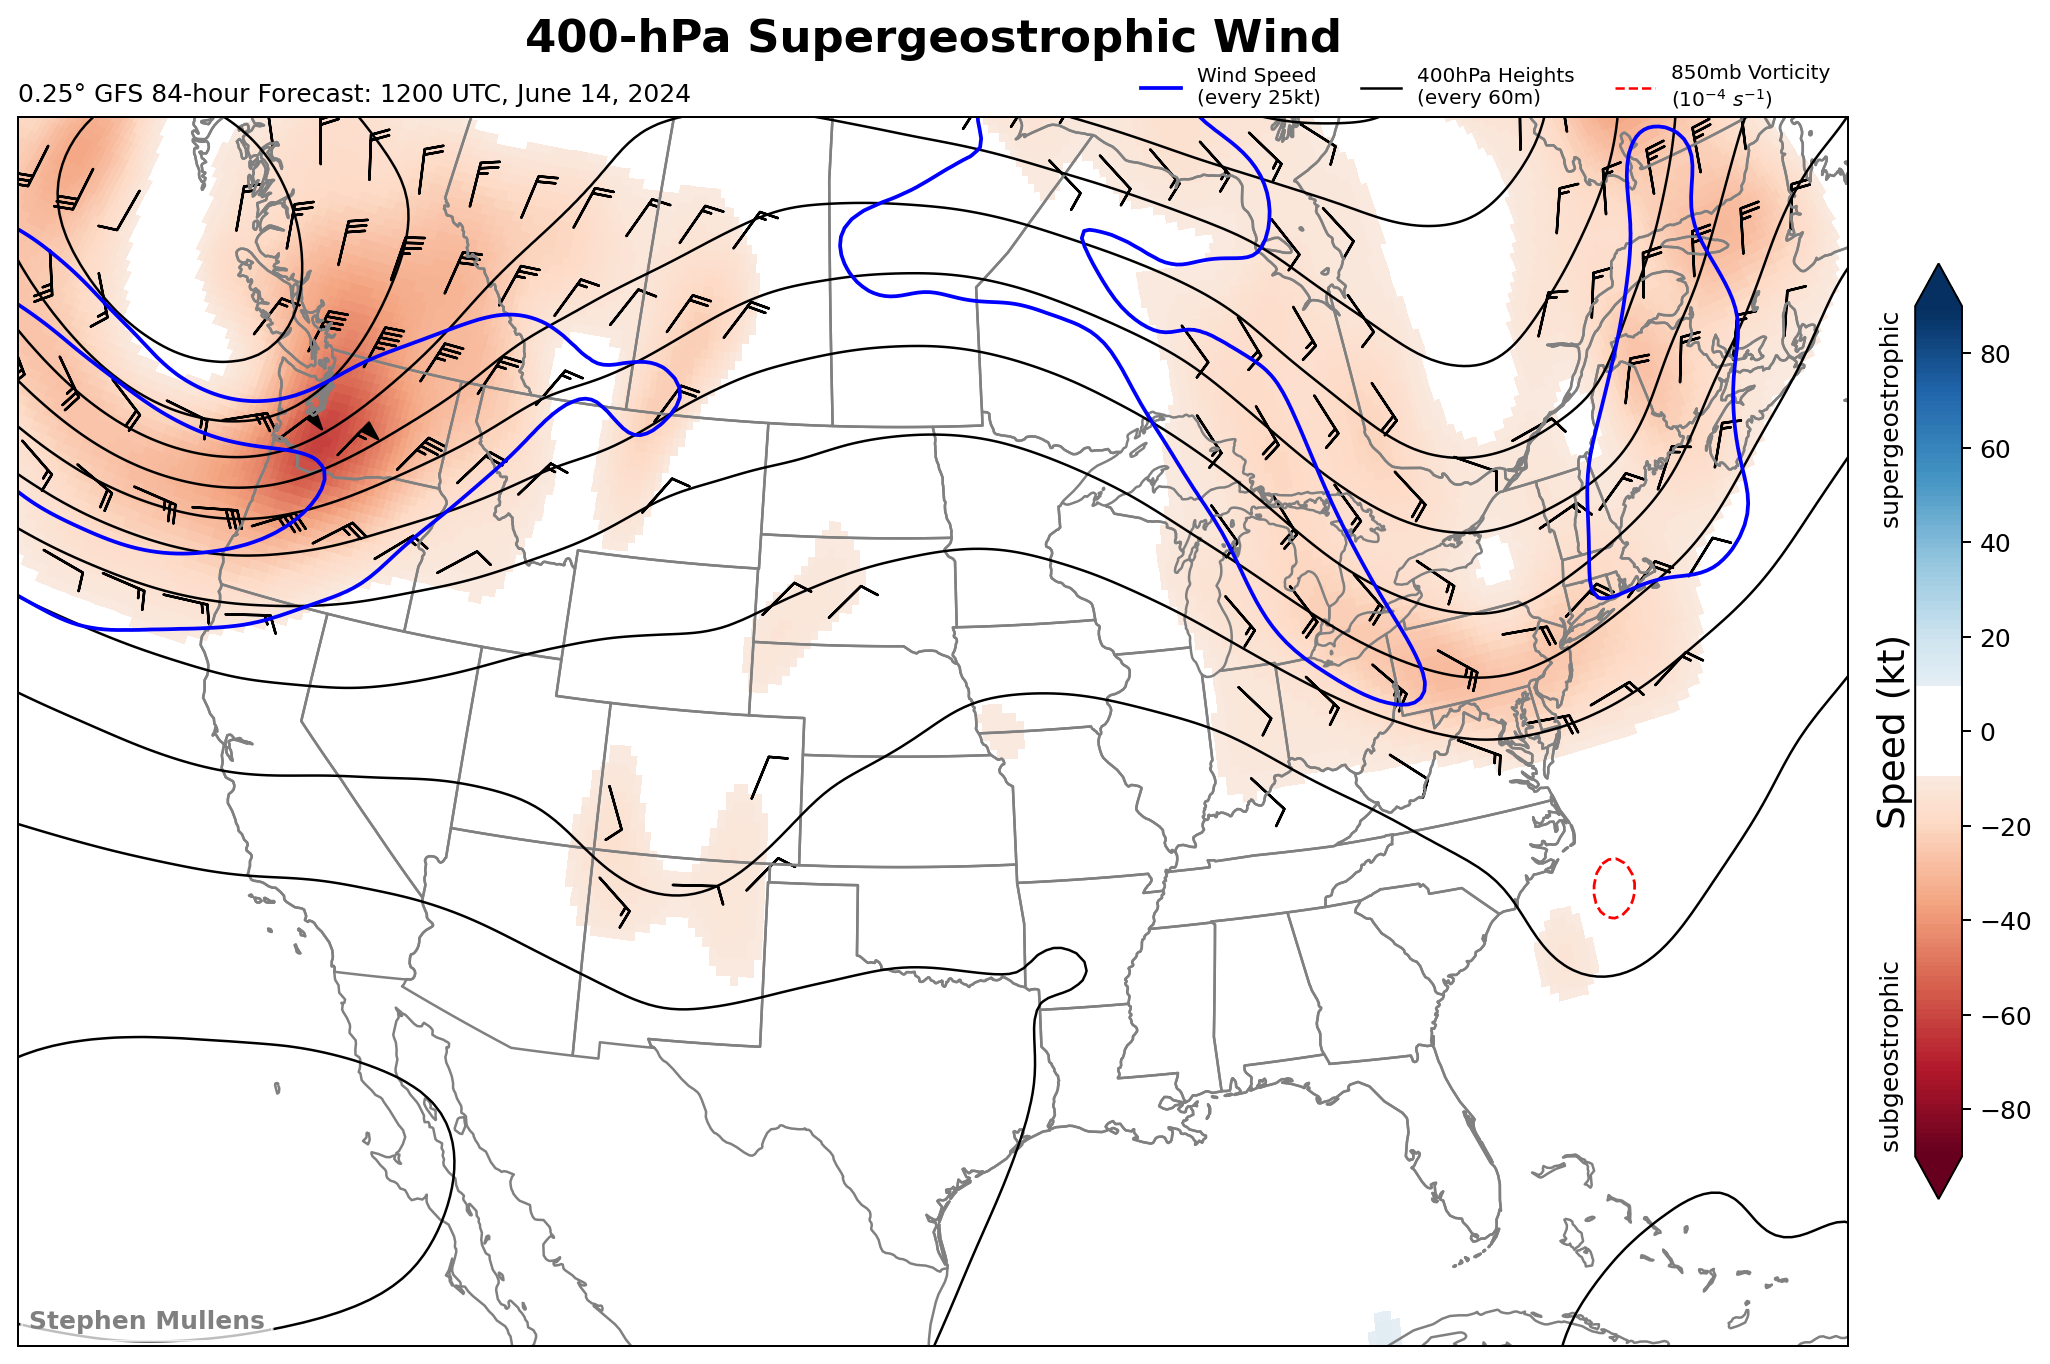 400-hPa Supergeostrophic Wind
0.25° GFS 84-hour Forecast: 1200 UTC, June 14, 2024
Wind Speed
(every 25kt)
400hPa Heights
(every 60m)
850mb Vorticity
(10⁻⁴ s⁻¹)
supergeostrophic
subgeostrophic
Speed (kt)
80
60
40
20
0
−20
−40
−60
−80
Stephen Mullens